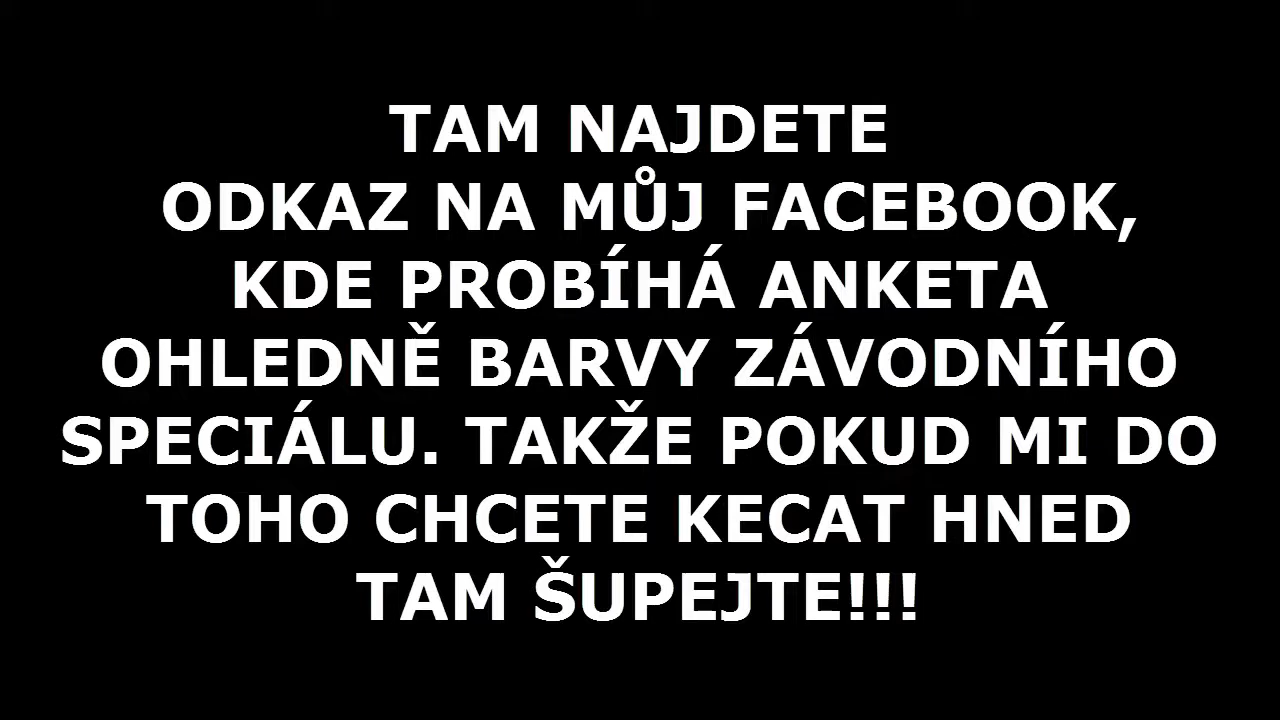 TAM NAJDETE
ODKAZ NA MŮJ FACEBOOK,
KDE PROBÍHÁ ANKETA
OHLEDNĚ BARVY ZÁVODNÍHO
SPECIÁLU. TAKŽE POKUD MI DO
TOHO CHCETE KECAT HNED
TAM ŠUPEJTE!!!